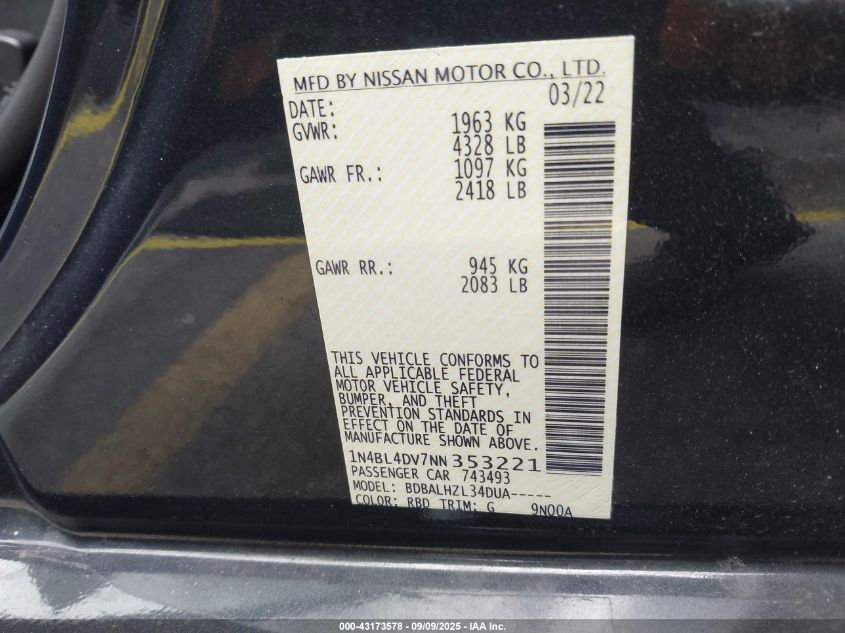 MFD BY NISSAN MOTOR CO., LTD.
DATE: 03/22
GVWR: 1963 KG
4328 LB
GAWR FR.: 1097 KG
2418 LB
GAWR RR.: 945 KG
2083 LB
THIS VEHICLE CONFORMS TO
ALL APPLICABLE FEDERAL
MOTOR VEHICLE SAFETY,
BUMPER, AND THEFT
PREVENTION STANDARDS IN
EFFECT ON THE DATE OF
MANUFACTURE SHOWN ABOVE.
1N4BL4DV7NN353221
PASSENGER CAR 743493
MODEL: BDBALHZL34DUA-----
COLOR: RBD TRIM: G 9N00A
000-43173578 - 09/09/2025 - IAA Inc.